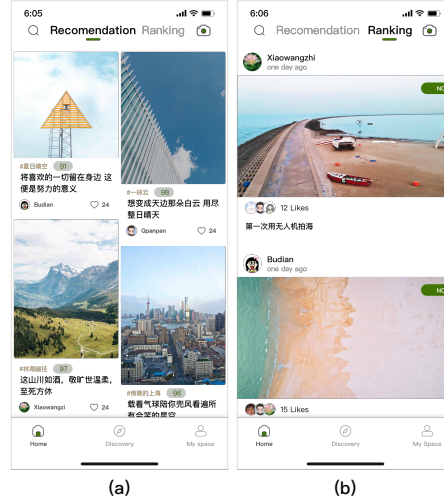 6:05
Recomendation Ranking
#夏日晴空 91
将喜欢的一切留在身边 这
便是努力的意义
Budian 24
#一抹云 98
想变成天边那朵白云 用尽
整日晴天
Qpanpan 24
#林海幽径 97
这山川如酒，敬旷世温柔，
至死方休
Xiaowangzi 24
#傍晚的上海 96
载着气球陪你兜风看遍所
有会笑的星空
Home Discovery My space
(a)
6:06
Recomendation Ranking
Xiaowangzhi
one day ago
NO
12 Likes
第一次用无人机拍海
Budian
one day ago
NO
15 Likes
Home Discovery My Space
(b)